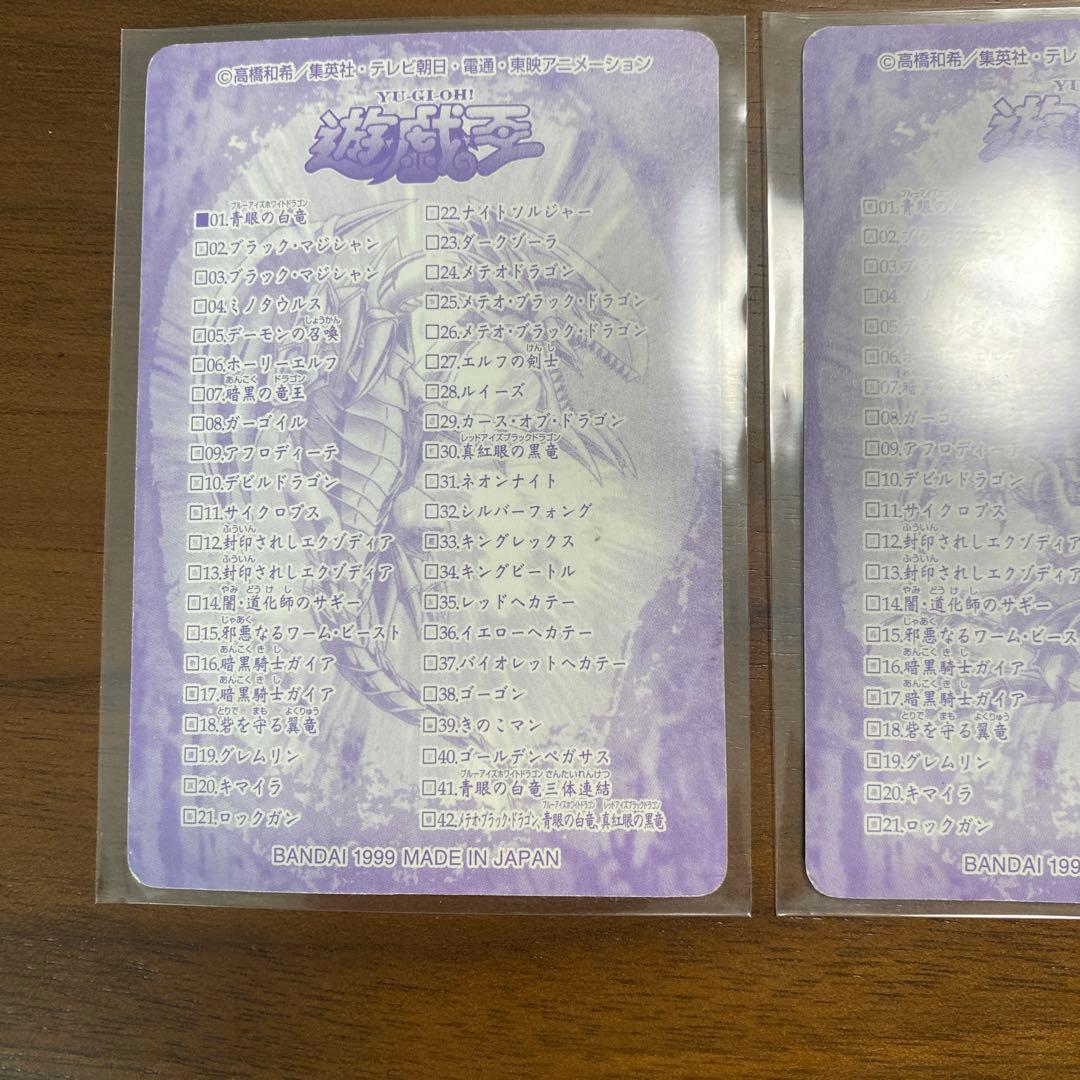 ©高橋和希/集英社・テレビ朝日・電通・東映アニメーション
YU-GI-OH!
遊戯王
ブルーアイズホワイトドラゴン
■01.青眼の白竜
□02.ブラック・マジシャン
□03.ブラック・マジシャン
□04.ミノタウルス
しょうかん
□05.デーモンの召喚
□06.ホーリーエルフ
あんこく ドラゴン
□07.暗黒の竜王
□08.ガーゴイル
□09.アフロディーテ
□10.デビルドラゴン
□11.サイクロプス
ふういん
□12.封印されしエクゾディア
ふういん
□13.封印されしエクゾディア
やみ どうけし
□14.闇・道化師のサギー
じゃあく
□15.邪悪なるワーム・ビースト
あんこくきし
□16.暗黒騎士ガイア
あんこくきし
□17.暗黒騎士ガイア
とりで まも よくりゅう
□18.砦を守る翼竜
□19.グレムリン
□20.キマイラ
□21.ロックガン
□22.ナイトソルジャー
□23.ダークゾーラ
□24.メテオドラゴン
□25.メテオ・ブラック・ドラゴン
□26.メテオ・ブラック・ドラゴン
けんし
□27.エルフの剣士
□28.ルイーズ
□29.カース・オブ・ドラゴン
レッドアイズブラックドラゴン
□30.真紅眼の黒竜
□31.ネオンナイト
□32.シルバーフォング
□33.キングレックス
□34.キングビートル
□35.レッドヘカテー
□36.イエローヘカテー
□37.バイオレットヘカテー
□38.ゴーゴン
□39.きのこマン
□40.ゴールデンペガサス
ブルーアイズホワイトドラゴン さんたいれんけつ
□41.青眼の白竜三体連結
ブルーアイズホワイトドラゴン レッドアイズブラックドラゴン
□42.メテオブラック・ドラゴン、青眼の白竜、真紅眼の黒竜
BANDAI 1999 MADE IN JAPAN
©高橋和希/集英社・テレ
YU
遊
□01.青眼の
□02.ブラ
□03.
□04.
□05.
□06.
□07.暗
□08.ガーゴ
□09.アフロディーテ
□10.デビルドラゴン
□11.サイクロプス
ふういん
□12.封印されしエクゾディア
ふういん
□13.封印されしエクゾディア
やみ どうけし
□14.闇・道化師のサギー
じゃあく
□15.邪悪なるワーム・ビース
あんこくきし
□16.暗黒騎士ガイア
あんこくきし
□17.暗黒騎士ガイア
とりで まも よくりゅう
□18.砦を守る翼竜
□19.グレムリン
□20.キマイラ
□21.ロックガン
BANDAI 199